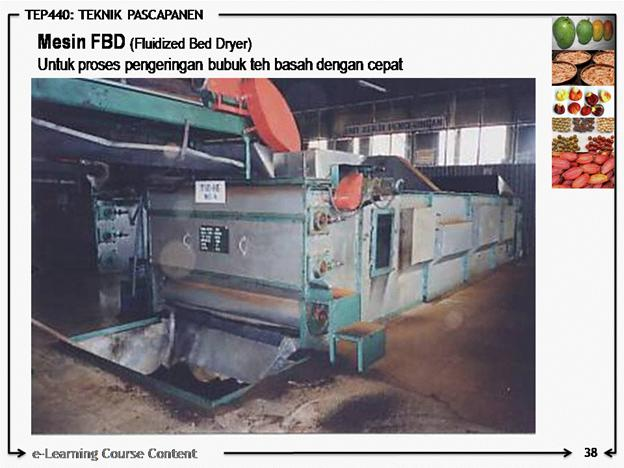 TEP440: TEKNIK PASCAPANEN
Mesin FBD (Fluidized Bed Dryer)
Untuk proses pengeringan bubuk teh basah dengan cepat
e-Learning Course Content
38